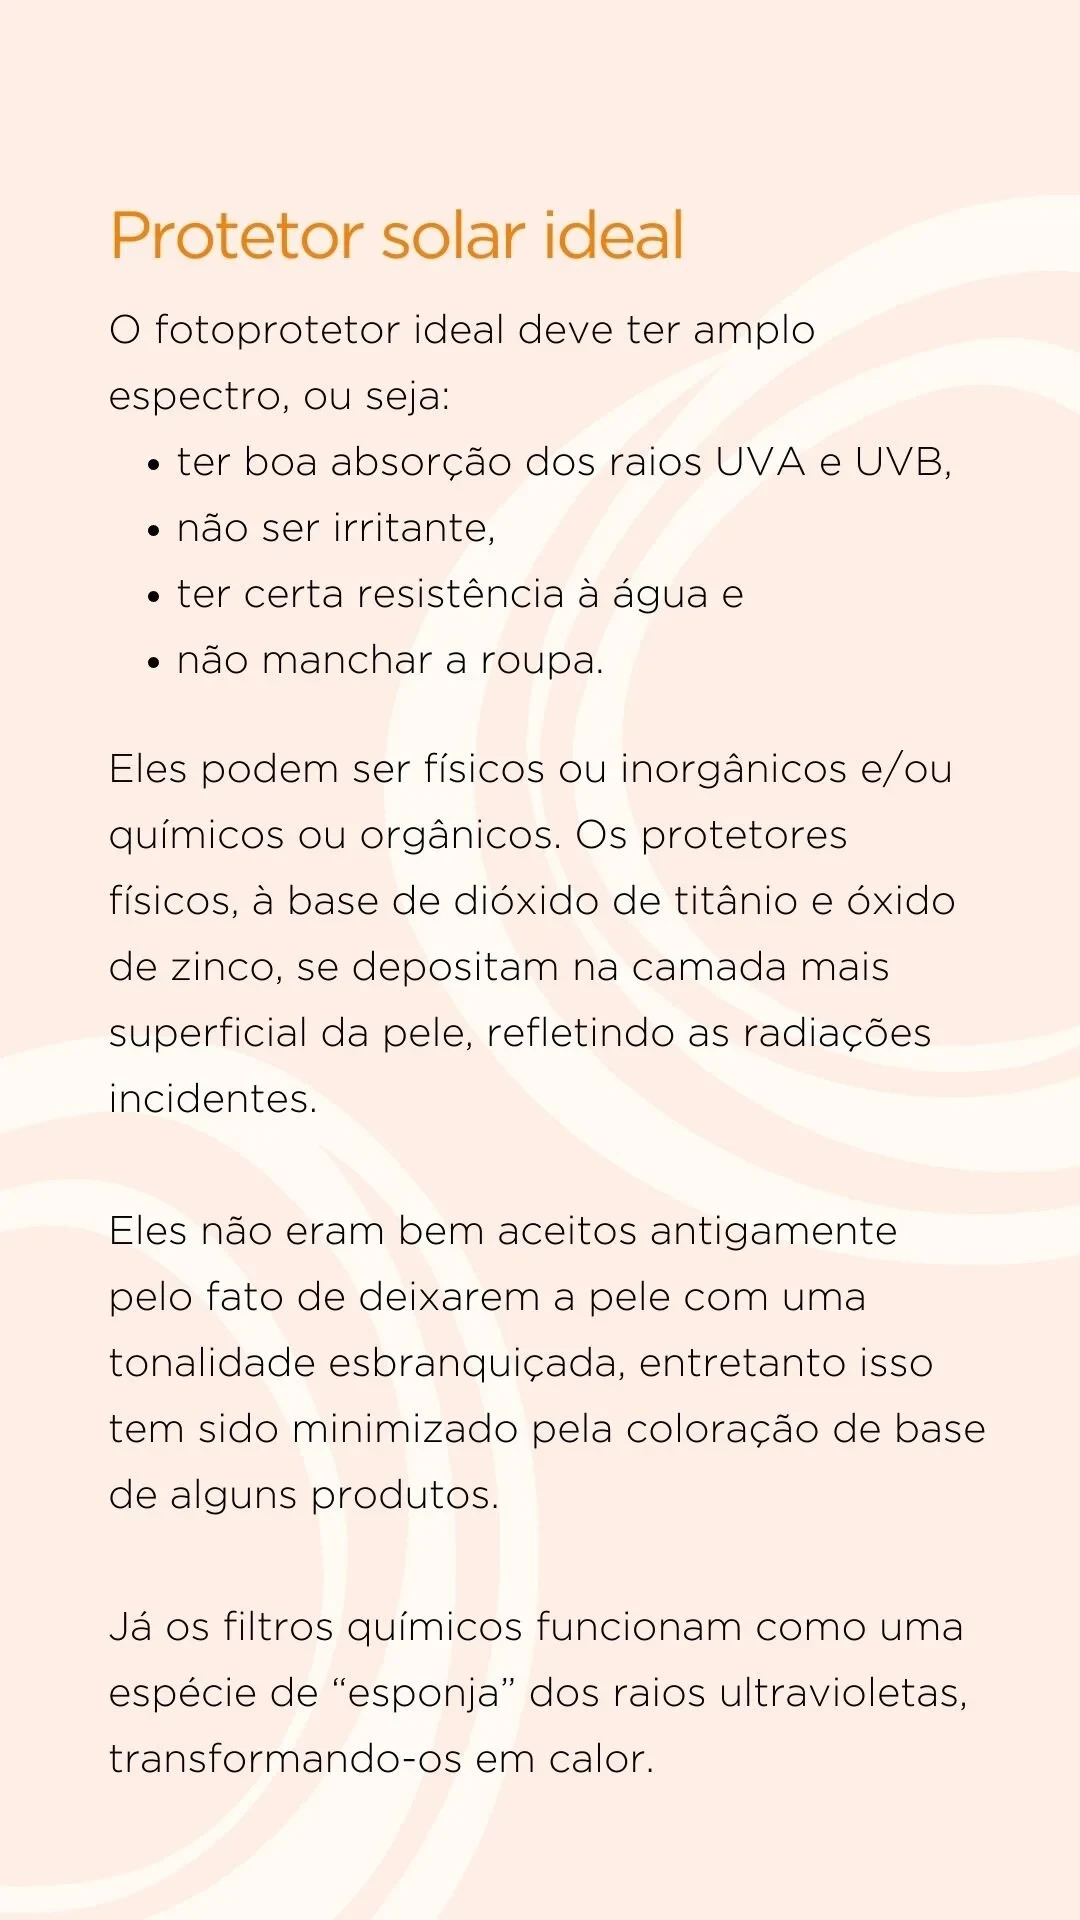 Protetor solar ideal
O fotoprotetor ideal deve ter amplo
espectro, ou seja:
• ter boa absorção dos raios UVA e UVB,
• não ser irritante,
• ter certa resistência à água e
• não manchar a roupa.
Eles podem ser físicos ou inorgânicos e/ou
químicos ou orgânicos. Os protetores
físicos, à base de dióxido de titânio e óxido
de zinco, se depositam na camada mais
superficial da pele, refletindo as radiações
incidentes.
Eles não eram bem aceitos antigamente
pelo fato de deixarem a pele com uma
tonalidade esbranquiçada, entretanto isso
tem sido minimizado pela coloração de base
de alguns produtos.
Já os filtros químicos funcionam como uma
espécie de “esponja” dos raios ultravioletas,
transformando-os em calor.